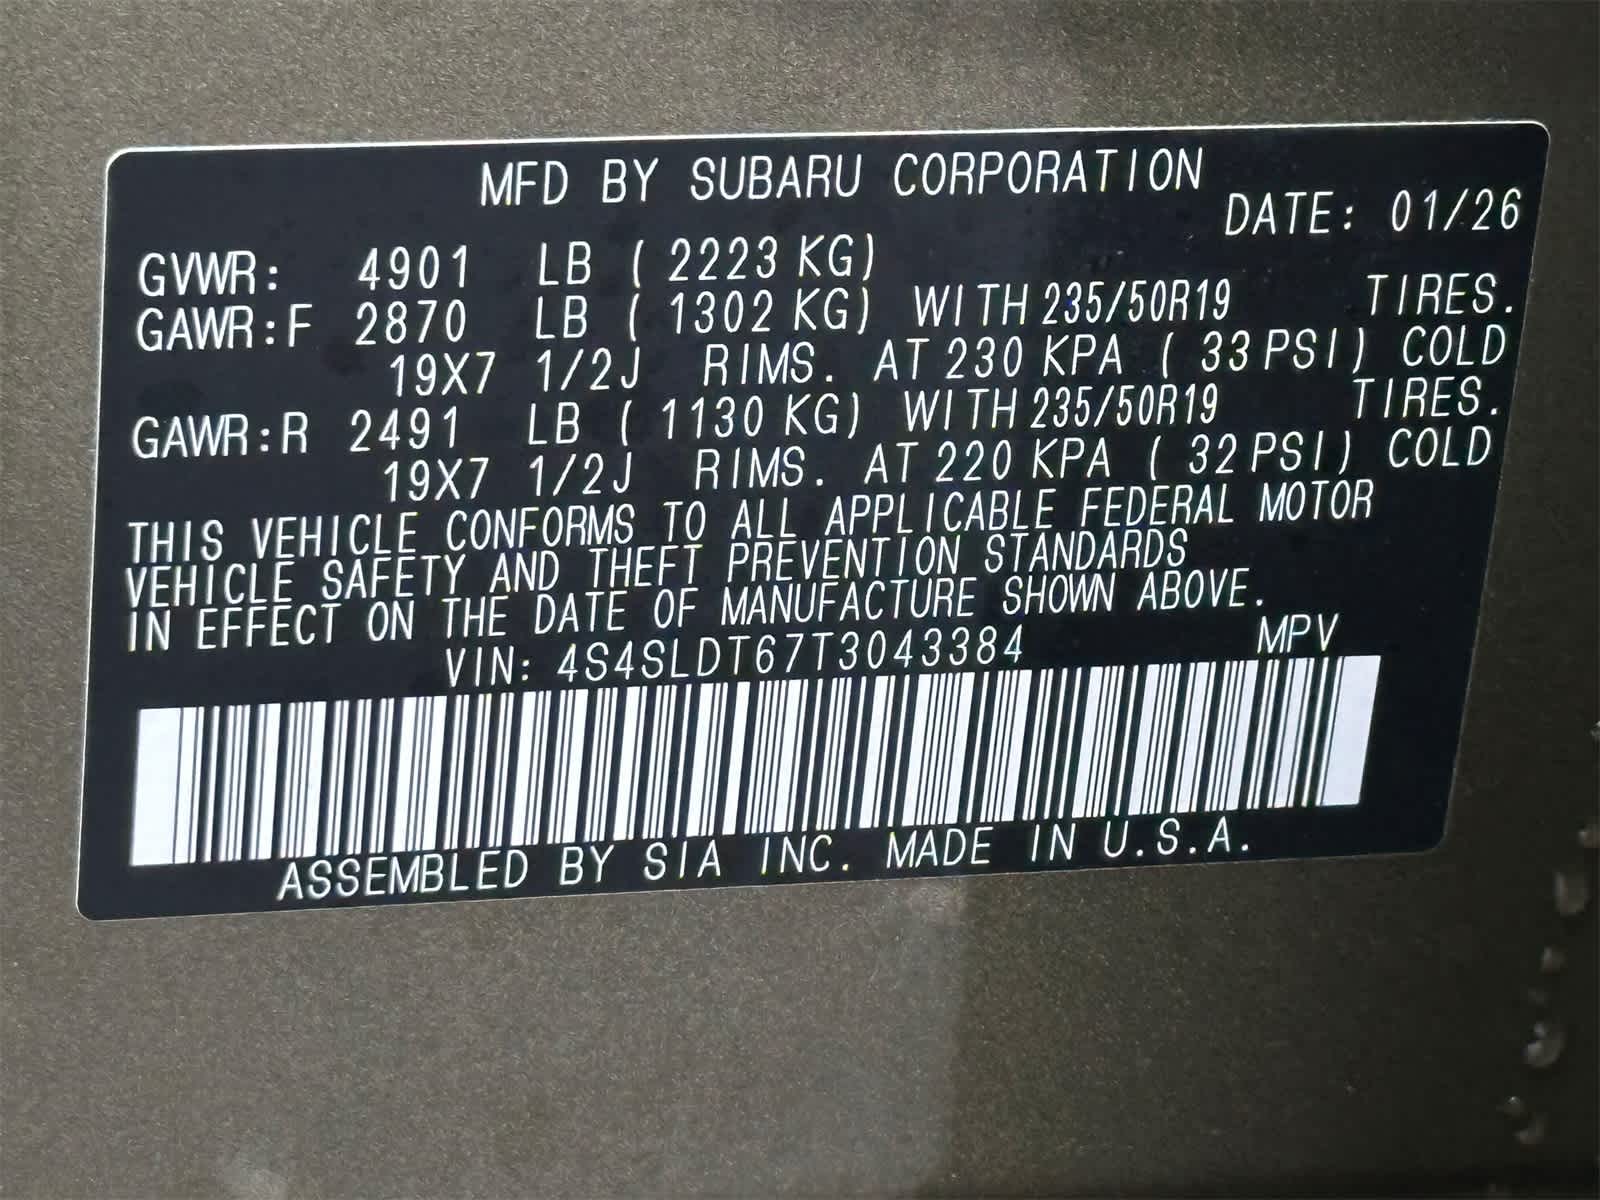 MFD BY SUBARU CORPORATION
DATE: 01/26
GVWR: 4901 LB ( 2223 KG)
GAWR:F 2870 LB ( 1302 KG) WITH 235/50R19 TIRES.
19X7 1/2J RIMS. AT 230 KPA ( 33 PSI) COLD
GAWR:R 2491 LB ( 1130 KG) WITH 235/50R19 TIRES.
19X7 1/2J RIMS. AT 220 KPA ( 32 PSI) COLD
THIS VEHICLE CONFORMS TO ALL APPLICABLE FEDERAL MOTOR
VEHICLE SAFETY AND THEFT PREVENTION STANDARDS
IN EFFECT ON THE DATE OF MANUFACTURE SHOWN ABOVE.
VIN: 4S4SLDT67T3043384 MPV
ASSEMBLED BY SIA INC. MADE IN U.S.A.